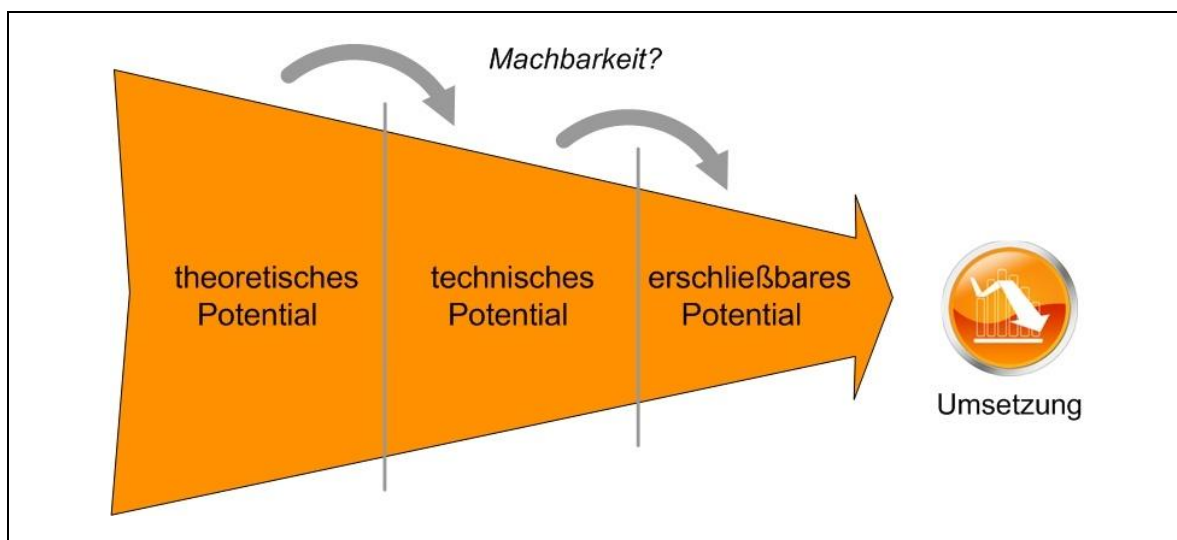 Machbarkeit?
theoretisches
Potential
technisches
Potential
erschließbares
Potential
Umsetzung